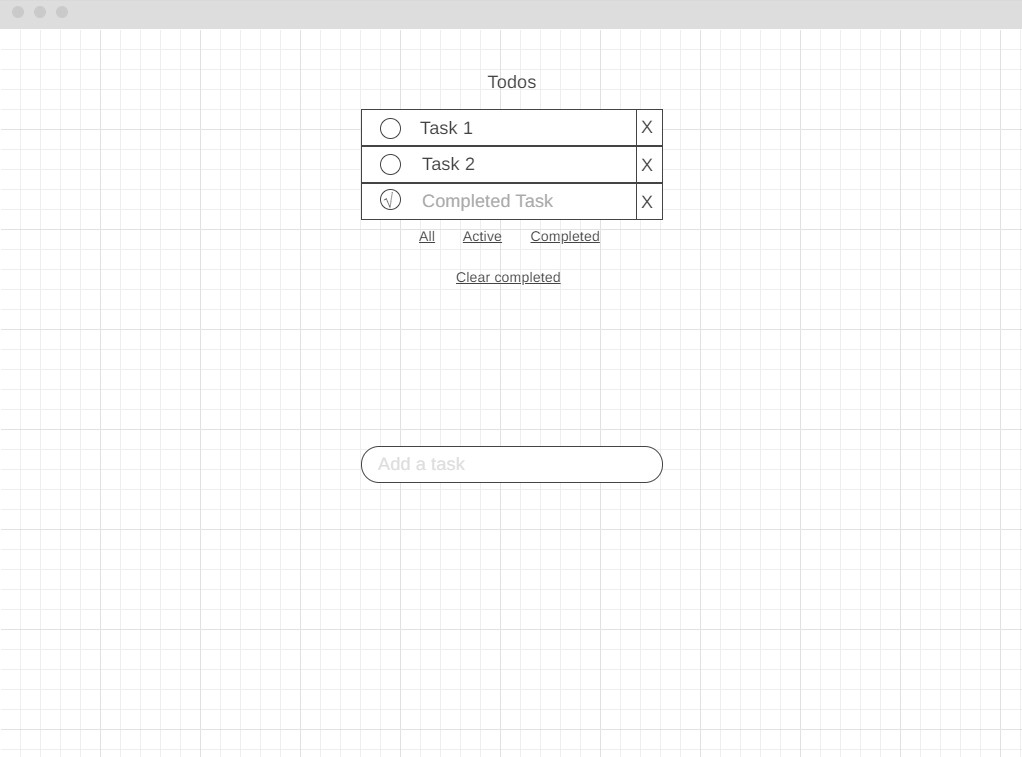 Todos
Task 1 X
Task 2 X
√ Completed Task X
All Active Completed
Clear completed
Add a task